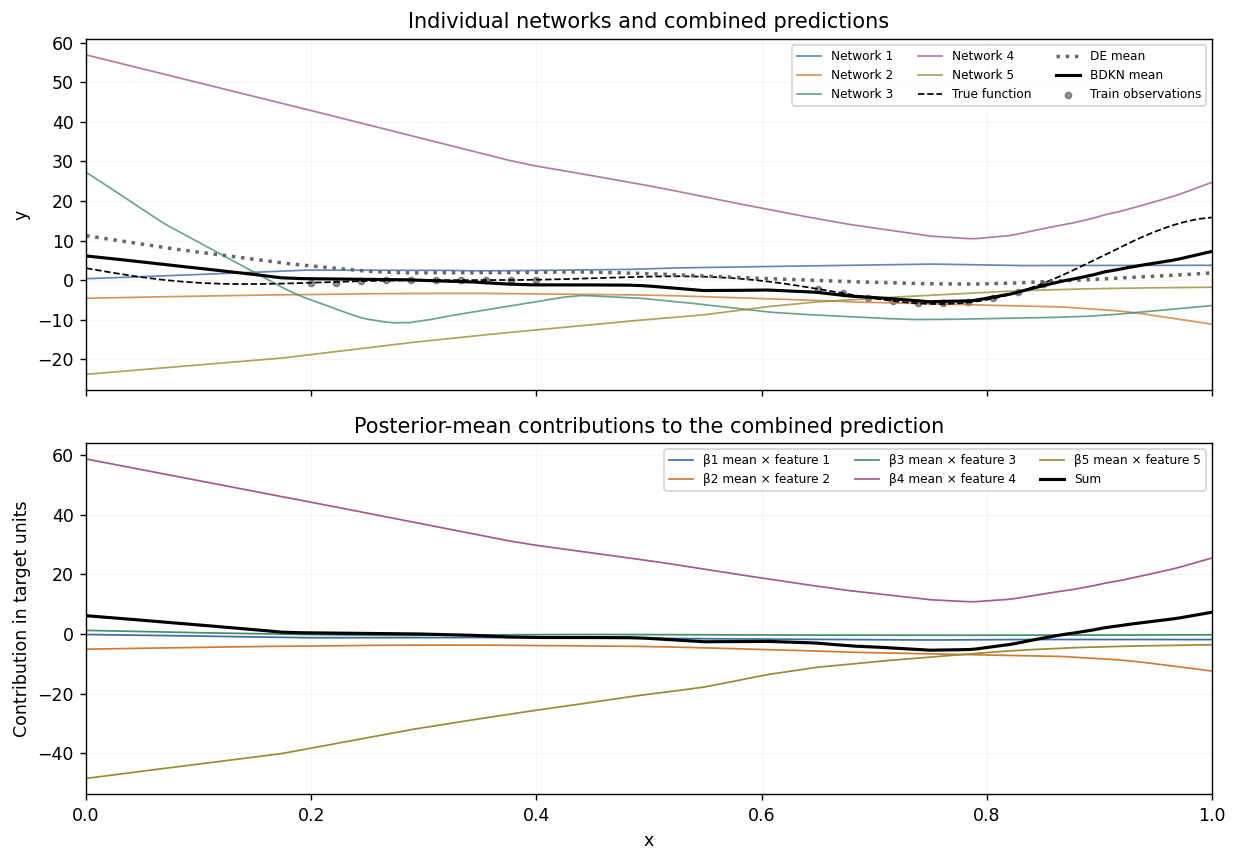 Individual networks and combined predictions
60
50
40
30
20
10
0
−10
−20
y
Network 1 Network 4 DE mean
Network 2 Network 5 BDKN mean
Network 3 True function Train observations
Posterior-mean contributions to the combined prediction
60
40
20
0
−20
−40
Contribution in target units
β1 mean × feature 1 β3 mean × feature 3 β5 mean × feature 5
β2 mean × feature 2 β4 mean × feature 4 Sum
0.0 0.2 0.4 0.6 0.8 1.0
x